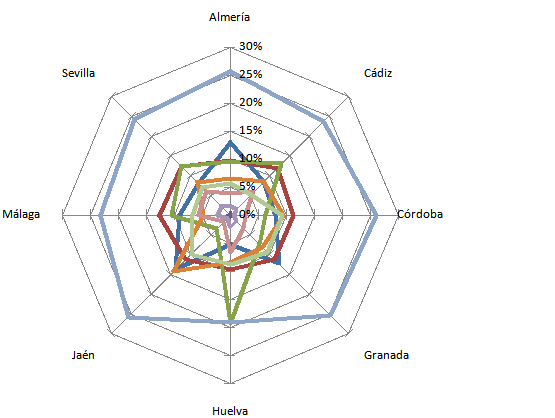 Almería
30%
Sevilla
Cádiz
25%
20%
15%
10%
5%
Málaga
0%
Córdoba
Jaén
Granada
Huelva